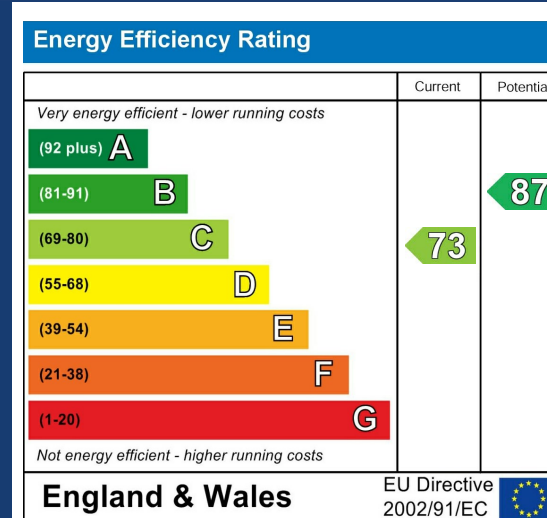 Energy Efficiency Rating
Current Potentia
Very energy efficient - lower running costs
(92 plus) A
(81-91) B 87
(69-80) C 73
(55-68) D
(39-54) E
(21-38) F
(1-20) G
Not energy efficient - higher running costs
England & Wales
EU Directive
2002/91/EC